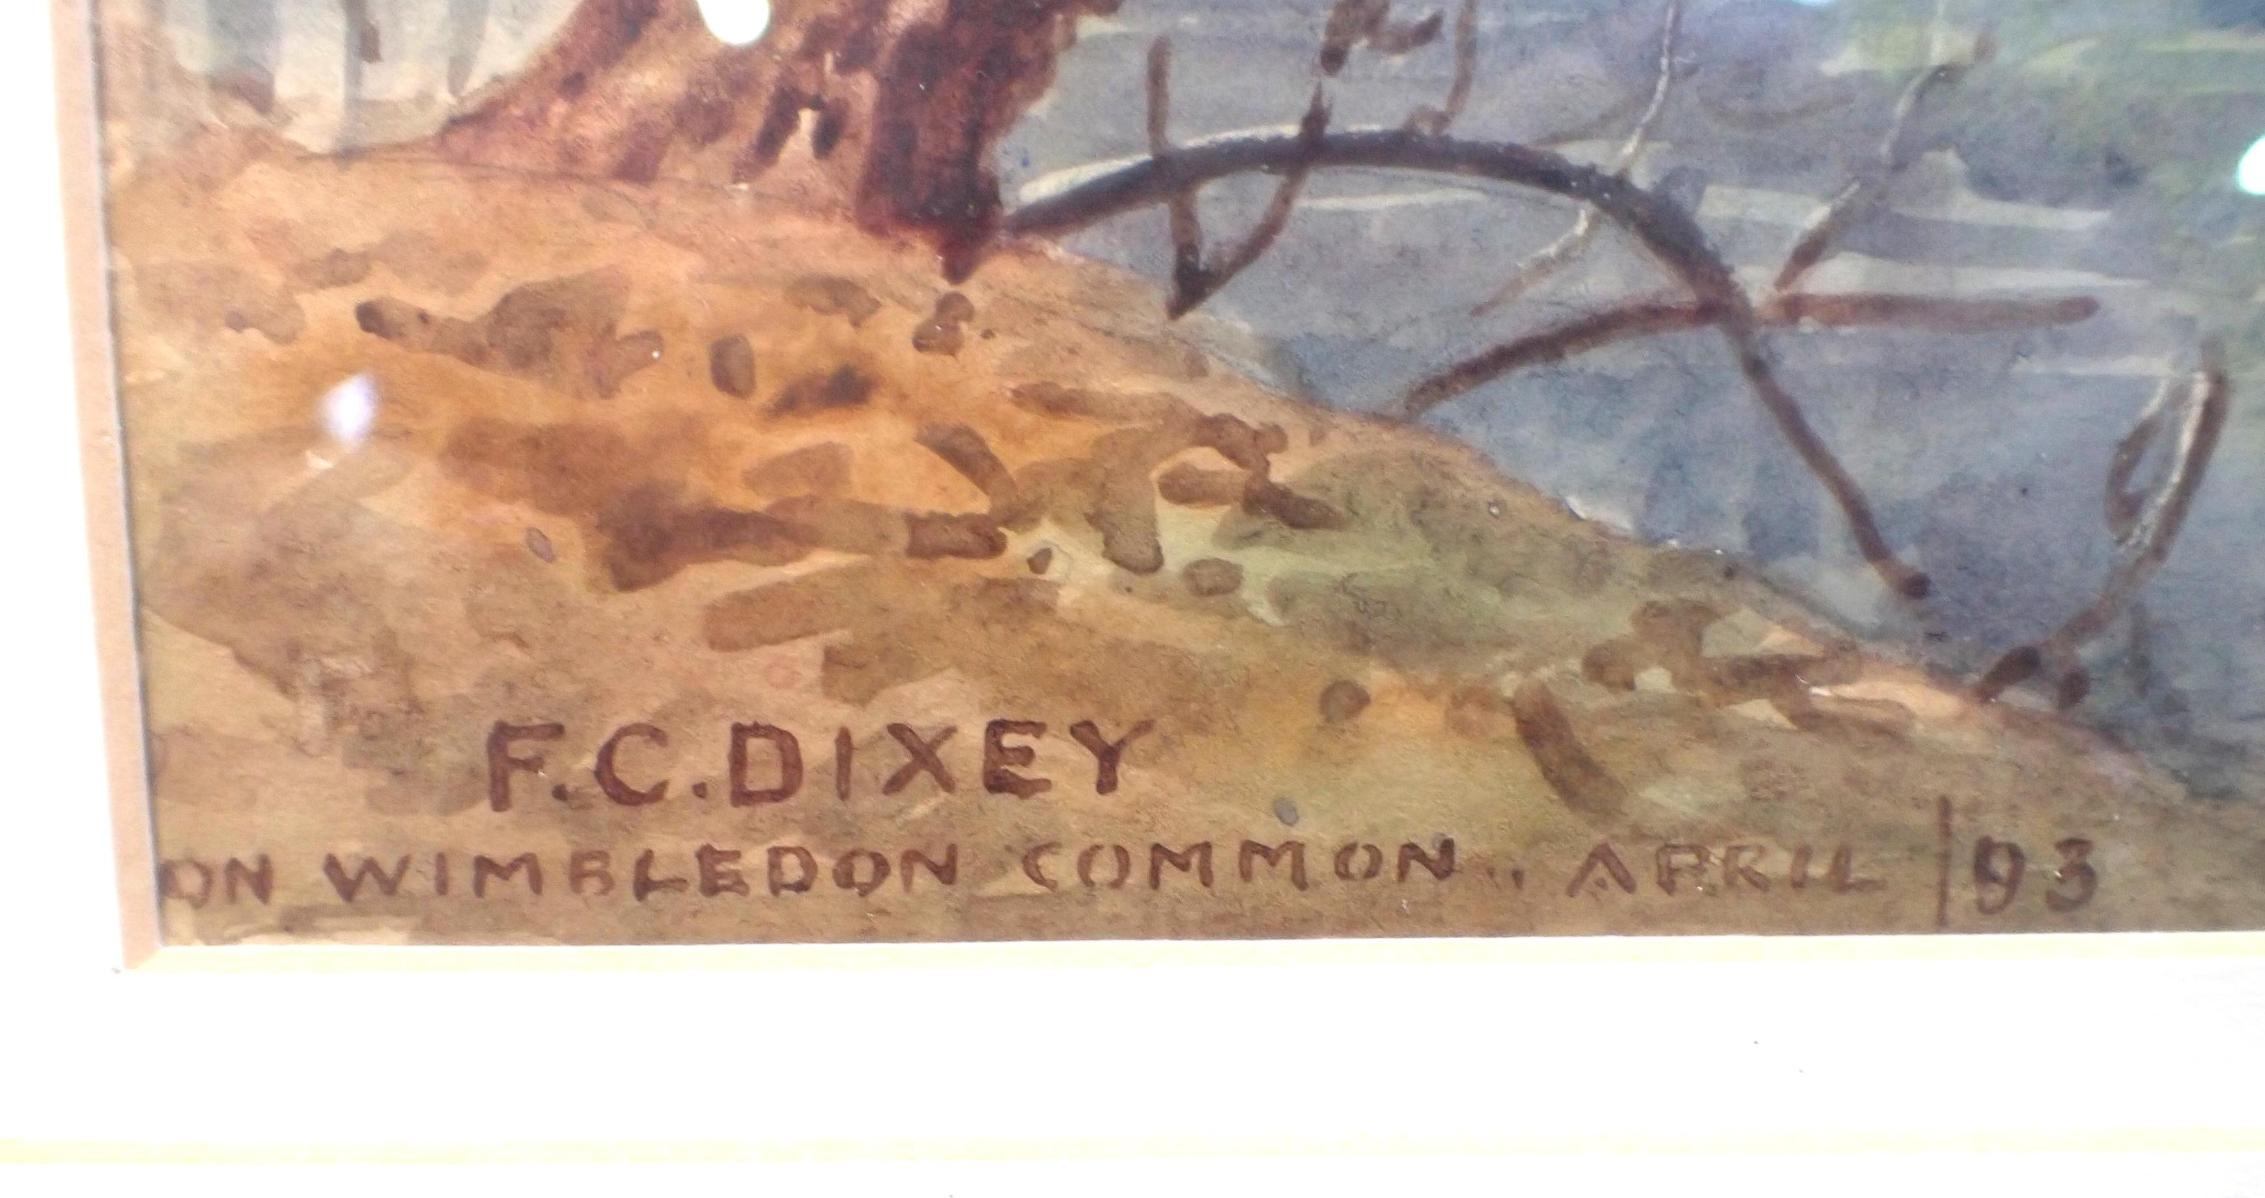 F.C. DIXEY
ON WIMBLEDON COMMON.. APRIL /93